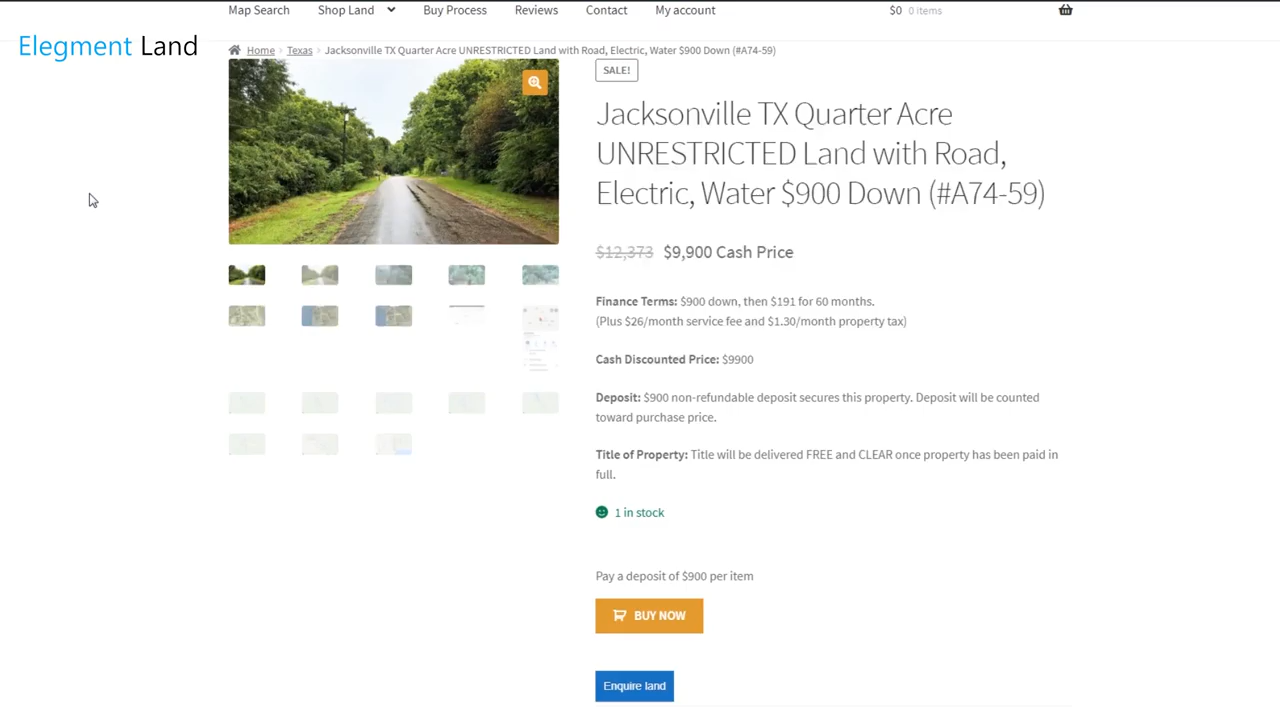 Map Search
Shop Land
Buy Process
Reviews
Contact
My account
$0 0 items
Elegment Land
Home › Texas › Jacksonville TX Quarter Acre UNRESTRICTED Land with Road, Electric, Water $900 Down (#A74-59)
SALE!
Jacksonville TX Quarter Acre
UNRESTRICTED Land with Road,
Electric, Water $900 Down (#A74-59)
$12,373 $9,900 Cash Price
Finance Terms: $900 down, then $191 for 60 months.
(Plus $26/month service fee and $1.30/month property tax)
Cash Discounted Price: $9900
Deposit: $900 non-refundable deposit secures this property. Deposit will be counted
toward purchase price.
Title of Property: Title will be delivered FREE and CLEAR once property has been paid in
full.
1 in stock
Pay a deposit of $900 per item
BUY NOW
Enquire land